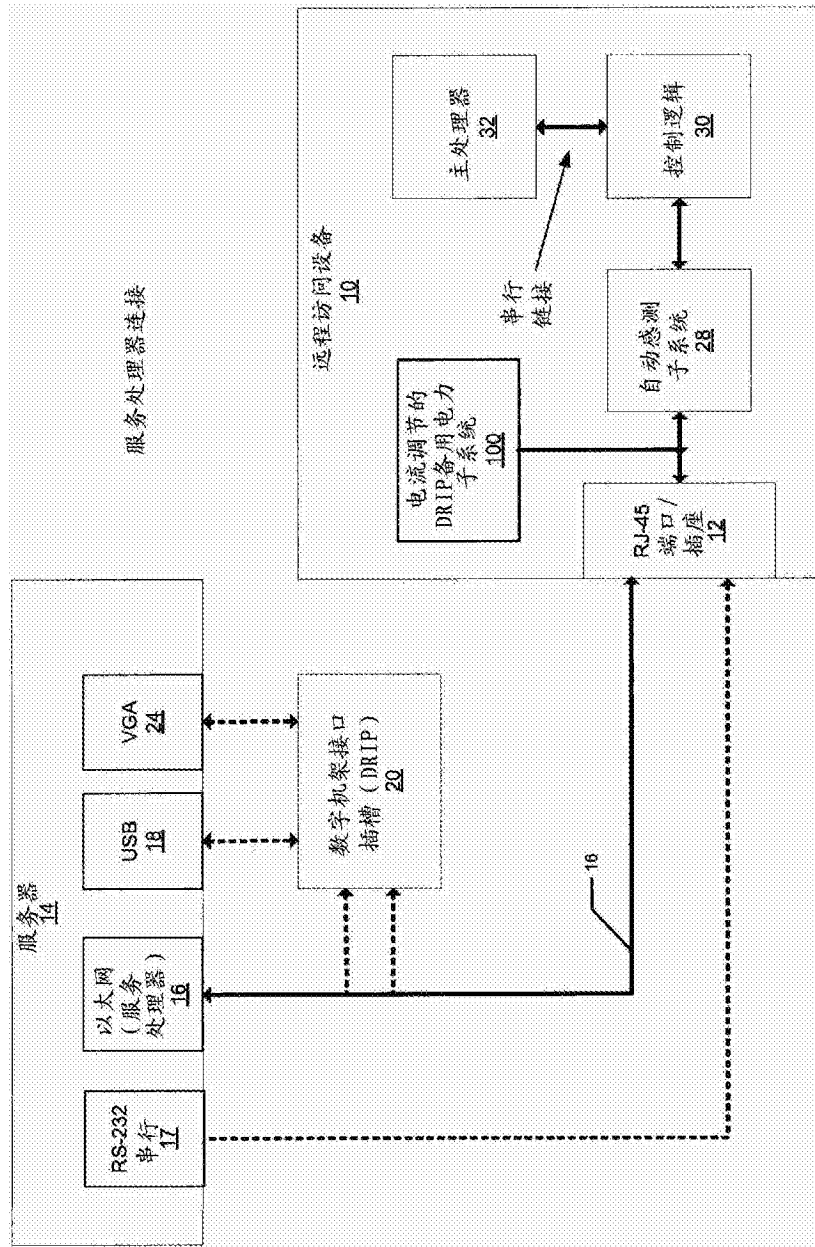 服务处理器连接
服务器
14
RS-232
串行
17
以太网
(服务
处理器)
16
USB
18
VGA
24
数字机架接口
插槽(DRIP)
20
16
远程访问设备
10
电流调节的
DRIP备用电力
子系统
100
RJ-45
端口/
插座
12
自动感测
子系统
28
串行
链接
主处理器
32
控制逻辑
30